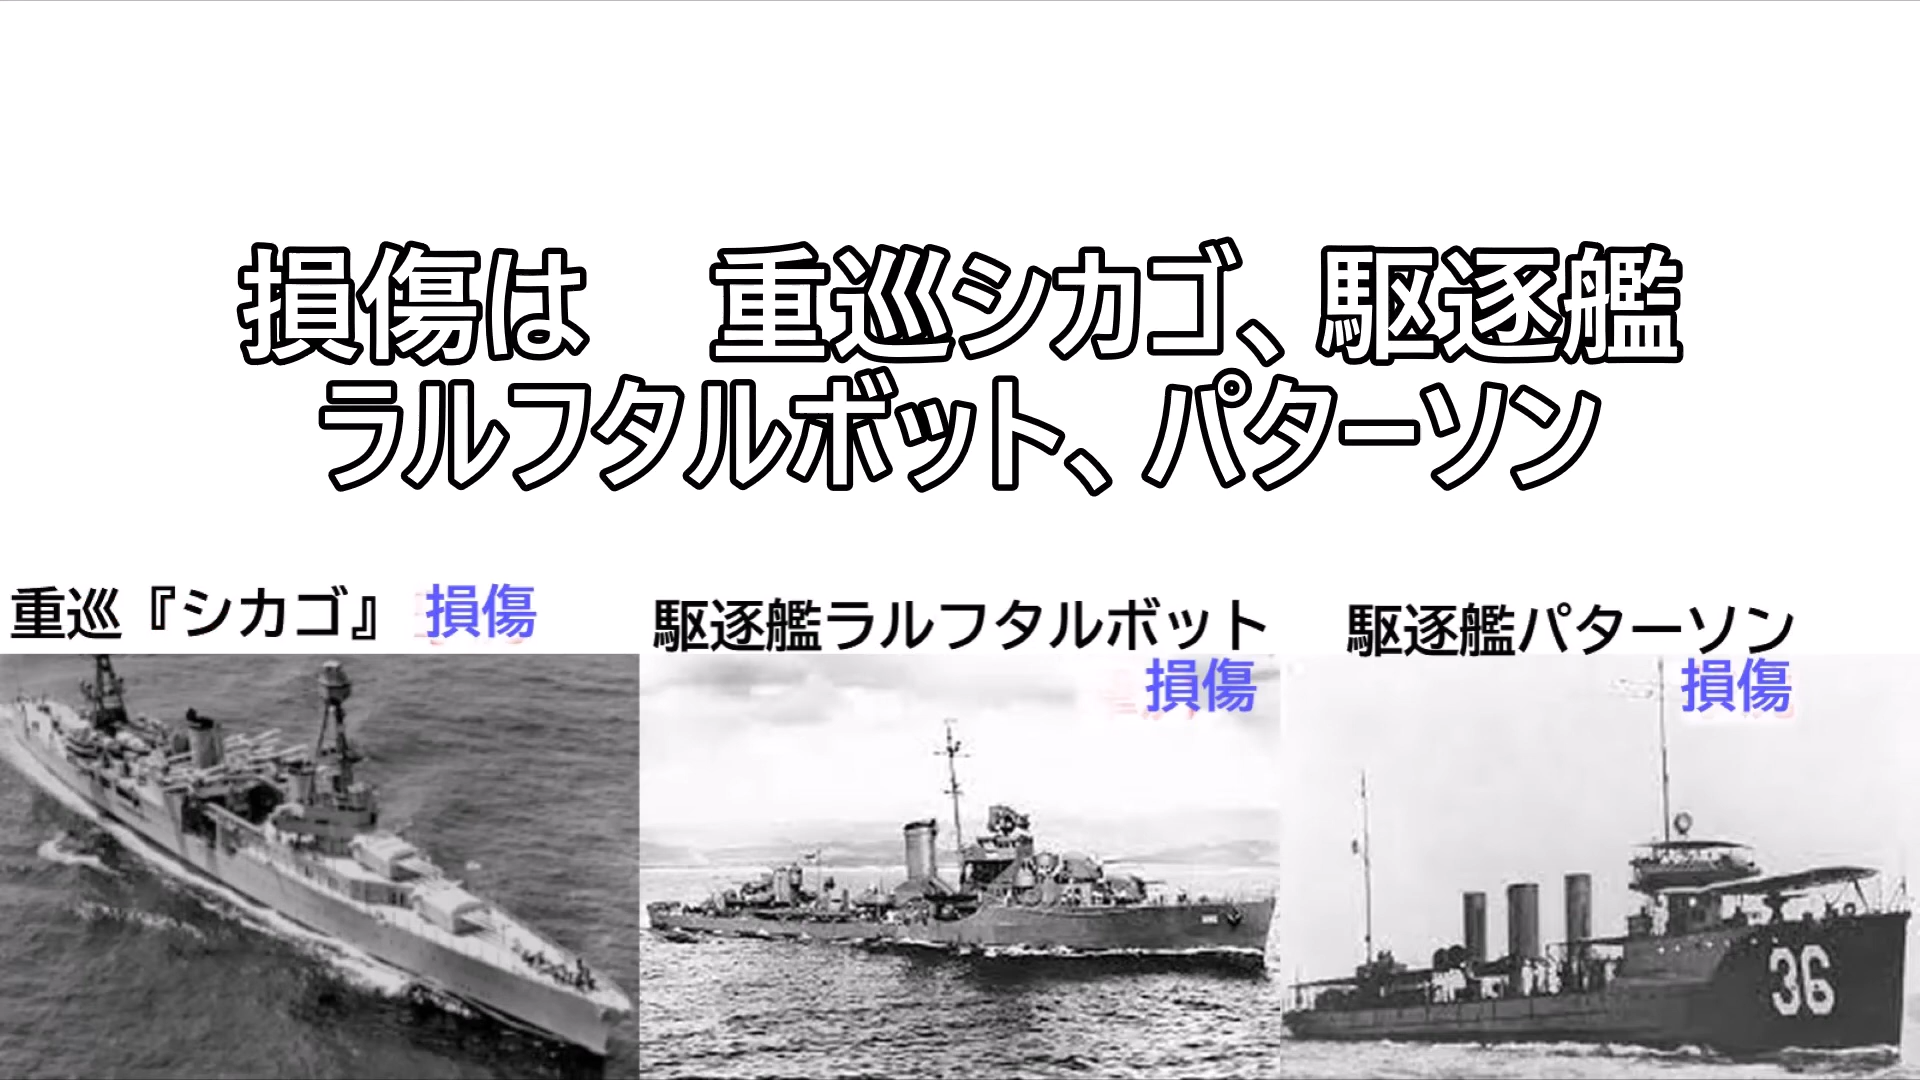 損傷は　重巡シカゴ、駆逐艦
ラルフタルボット、パターソン
重巡『シカゴ』 損傷
駆逐艦ラルフタルボット
損傷
駆逐艦パターソン
損傷
36